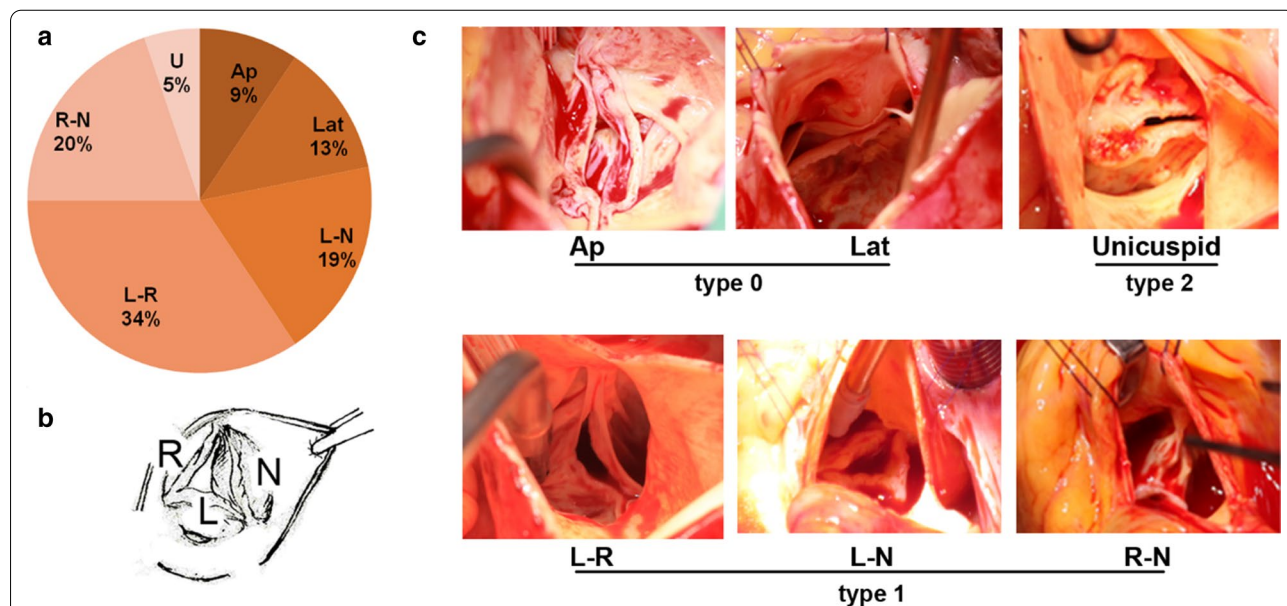 a
U
5%
Ap
9%
Lat
13%
R-N
20%
L-N
19%
L-R
34%
b
R
N
L
c
Ap
Lat
Unicuspid
type 0
type 2
L-R
L-N
R-N
type 1